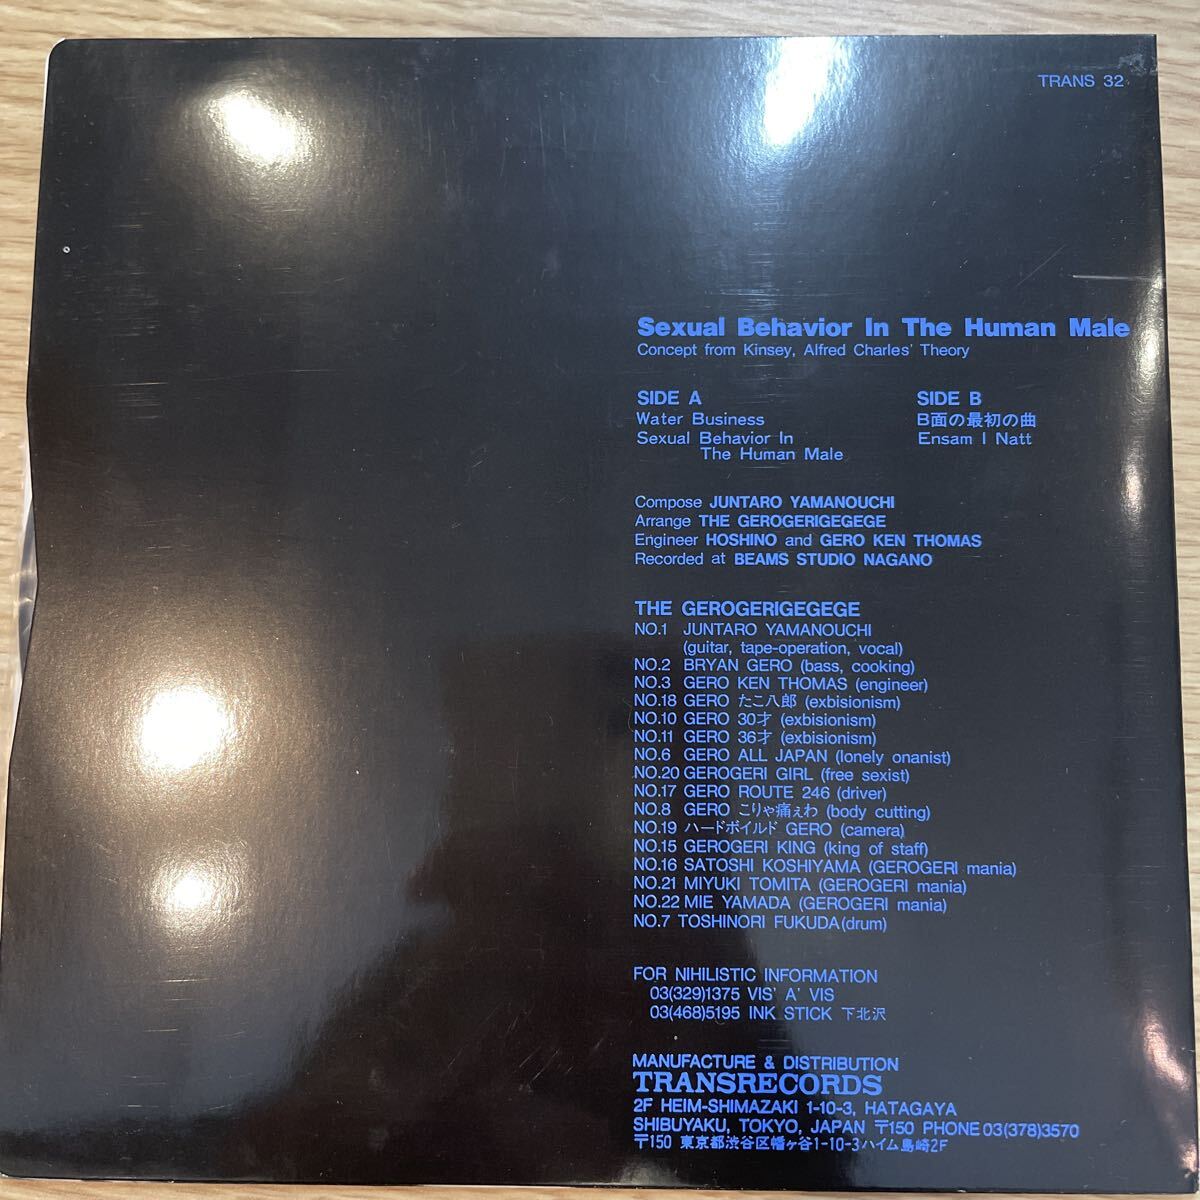 TRANS 32
Sexual Behavior In The Human Male
Concept from Kinsey, Alfred Charles' Theory
SIDE A
Water Business
Sexual Behavior In
The Human Male
SIDE B
B面の最初の曲
Ensam I Natt
Compose JUNTARO YAMANOUCHI
Arrange THE GEROGERIGEGEGE
Engineer HOSHINO and GERO KEN THOMAS
Recorded at BEAMS STUDIO NAGANO
THE GEROGERIGEGEGE
NO.1 JUNTARO YAMANOUCHI
(guitar, tape-operation, vocal)
NO.2 BRYAN GERO (bass, cooking)
NO.3 GERO KEN THOMAS (engineer)
NO.18 GERO たこ八郎 (exbisionism)
NO.10 GERO 30才 (exbisionism)
NO.11 GERO 36才 (exbisionism)
NO.6 GERO ALL JAPAN (lonely onanist)
NO.20 GEROGERI GIRL (free sexist)
NO.17 GERO ROUTE 246 (driver)
NO.8 GERO こりゃ痛ぇわ (body cutting)
NO.19 ハードボイルド GERO (camera)
NO.15 GEROGERI KING (king of staff)
NO.16 SATOSHI KOSHIYAMA (GEROGERI mania)
NO.21 MIYUKI TOMITA (GEROGERI mania)
NO.22 MIE YAMADA (GEROGERI mania)
NO.7 TOSHINORI FUKUDA (drum)
FOR NIHILISTIC INFORMATION
03(329)1375 VIS' A' VIS
03(468)5195 INK STICK 下北沢
MANUFACTURE & DISTRIBUTION
TRANSRECORDS
2F HEIM-SHIMAZAKI 1-10-3, HATAGAYA
SHIBUYAKU, TOKYO, JAPAN 〒150 PHONE 03(378)3570
〒150 東京都渋谷区幡ヶ谷1-10-3ハイム島崎2F